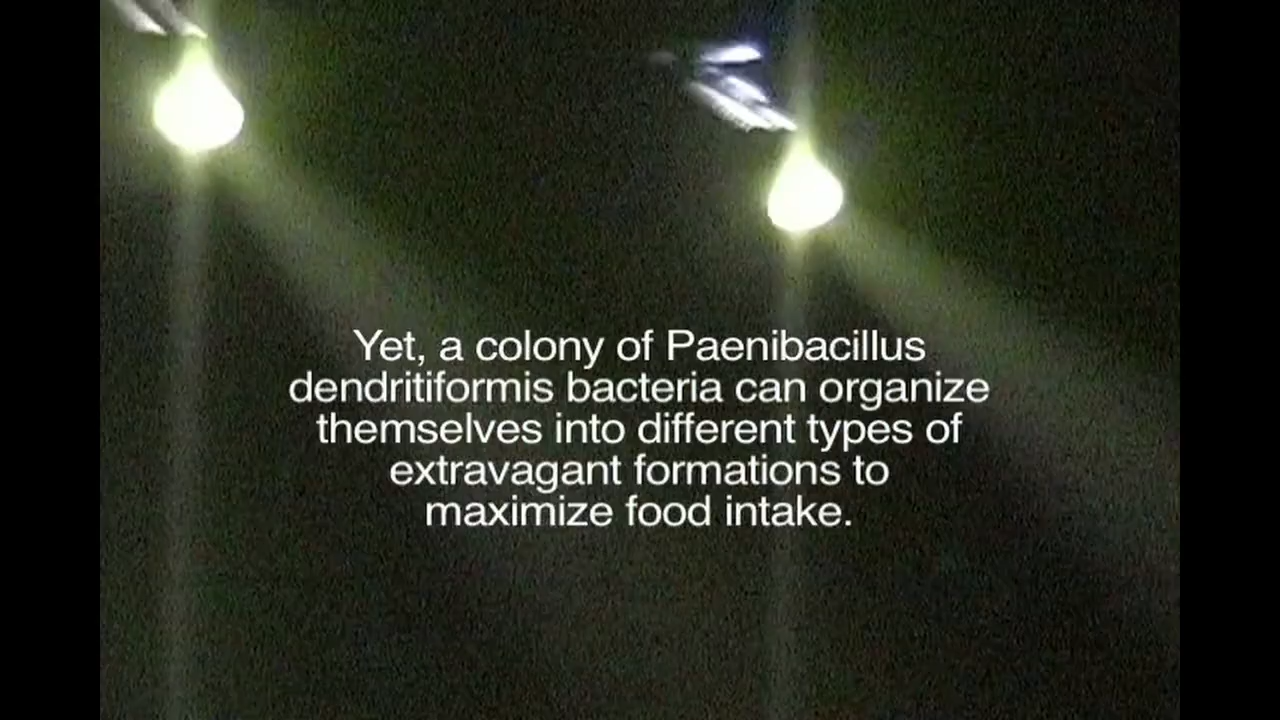 Yet, a colony of Paenibacillus
dendritiformis bacteria can organize
themselves into different types of
extravagant formations to
maximize food intake.